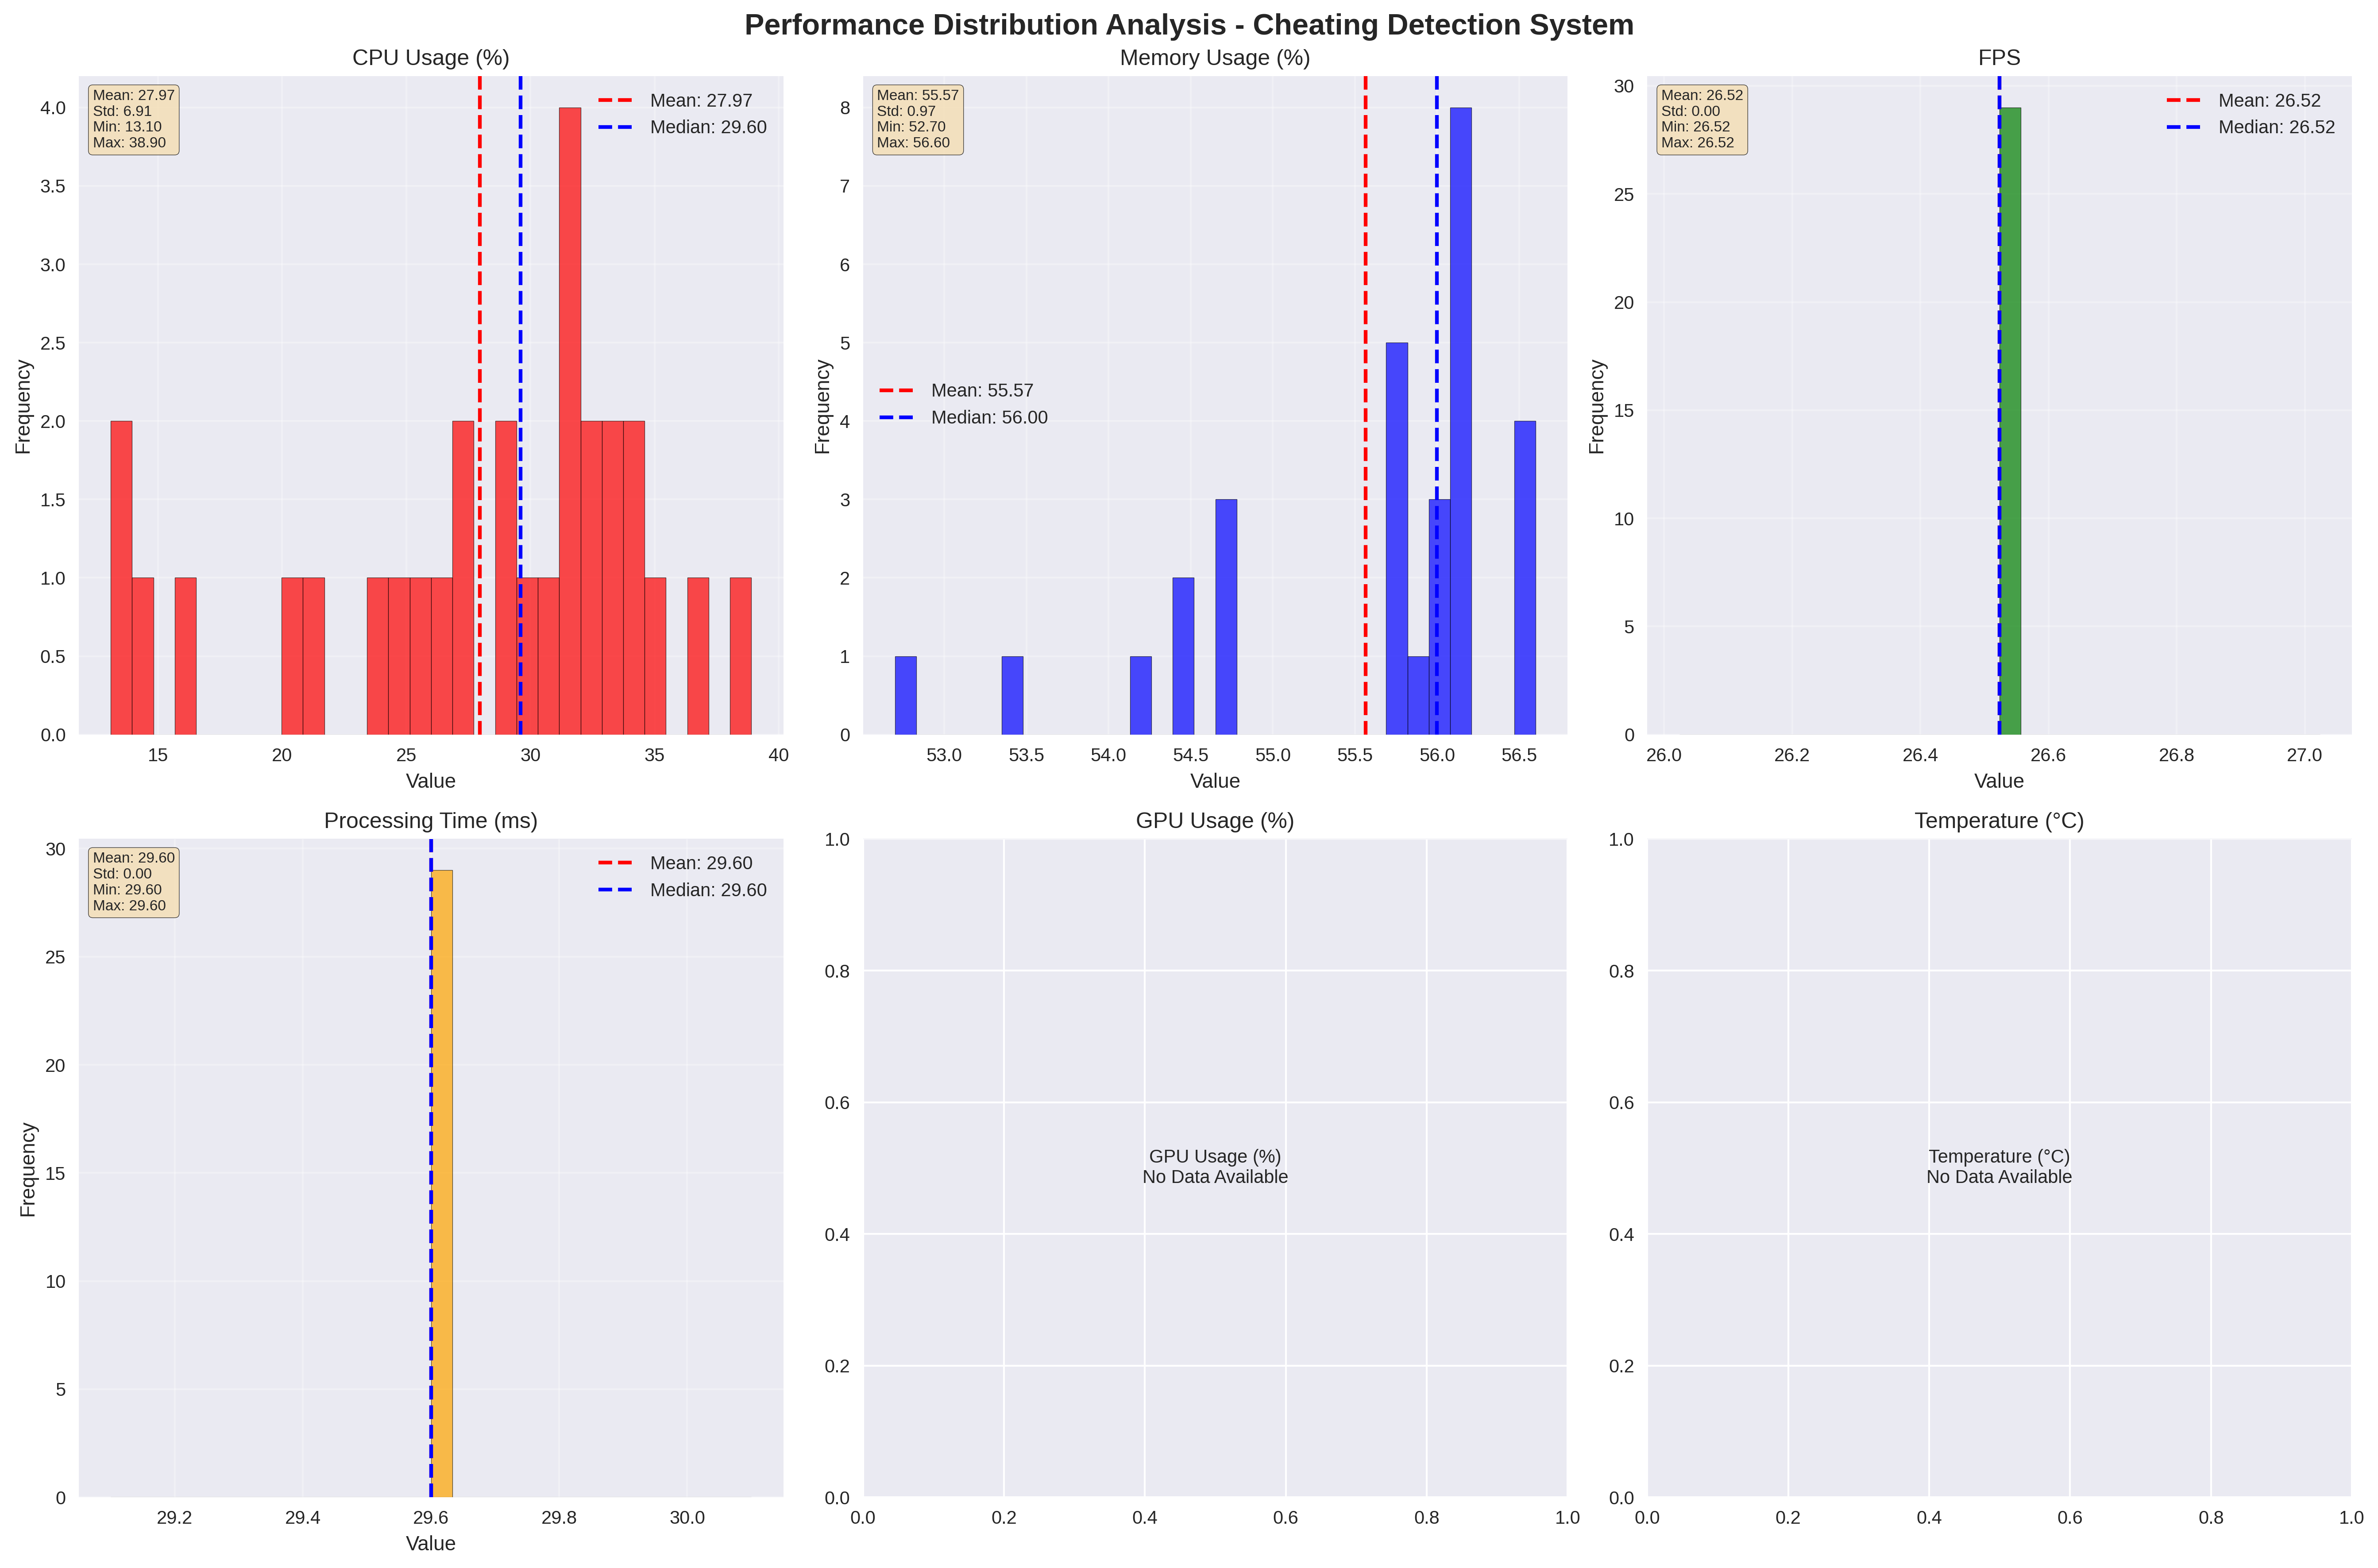 Performance Distribution Analysis - Cheating Detection System
CPU Usage (%)
Mean: 27.97
Std: 6.91
Min: 13.10
Max: 38.90
Mean: 27.97
Median: 29.60
4.0
3.5
3.0
2.5
2.0
1.5
1.0
0.5
0.0
Frequency
15 20 25 30 35 40
Value
Memory Usage (%)
Mean: 55.57
Std: 0.97
Min: 52.70
Max: 56.60
Mean: 55.57
Median: 56.00
8
7
6
5
4
3
2
1
0
Frequency
53.0 53.5 54.0 54.5 55.0 55.5 56.0 56.5
Value
FPS
Mean: 26.52
Std: 0.00
Min: 26.52
Max: 26.52
Mean: 26.52
Median: 26.52
30
25
20
15
10
5
0
Frequency
26.0 26.2 26.4 26.6 26.8 27.0
Value
Processing Time (ms)
Mean: 29.60
Std: 0.00
Min: 29.60
Max: 29.60
Mean: 29.60
Median: 29.60
30
25
20
15
10
5
0
Frequency
29.2 29.4 29.6 29.8 30.0
Value
GPU Usage (%)
1.0
0.8
0.6
0.4
0.2
0.0
GPU Usage (%)
No Data Available
0.0 0.2 0.4 0.6 0.8 1.0
Temperature (°C)
1.0
0.8
0.6
0.4
0.2
0.0
Temperature (°C)
No Data Available
0.0 0.2 0.4 0.6 0.8 1.0